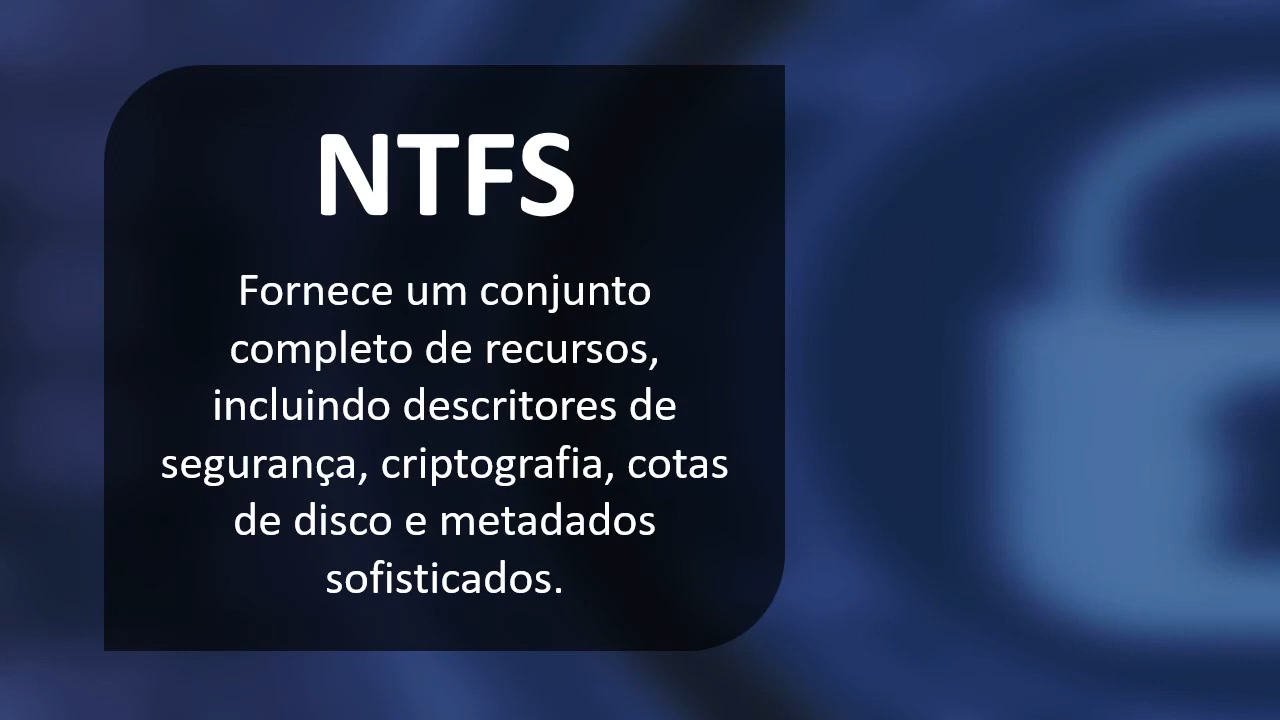 NTFS
Fornece um conjunto
completo de recursos,
incluindo descritores de
segurança, criptografia, cotas
de disco e metadados
sofisticados.